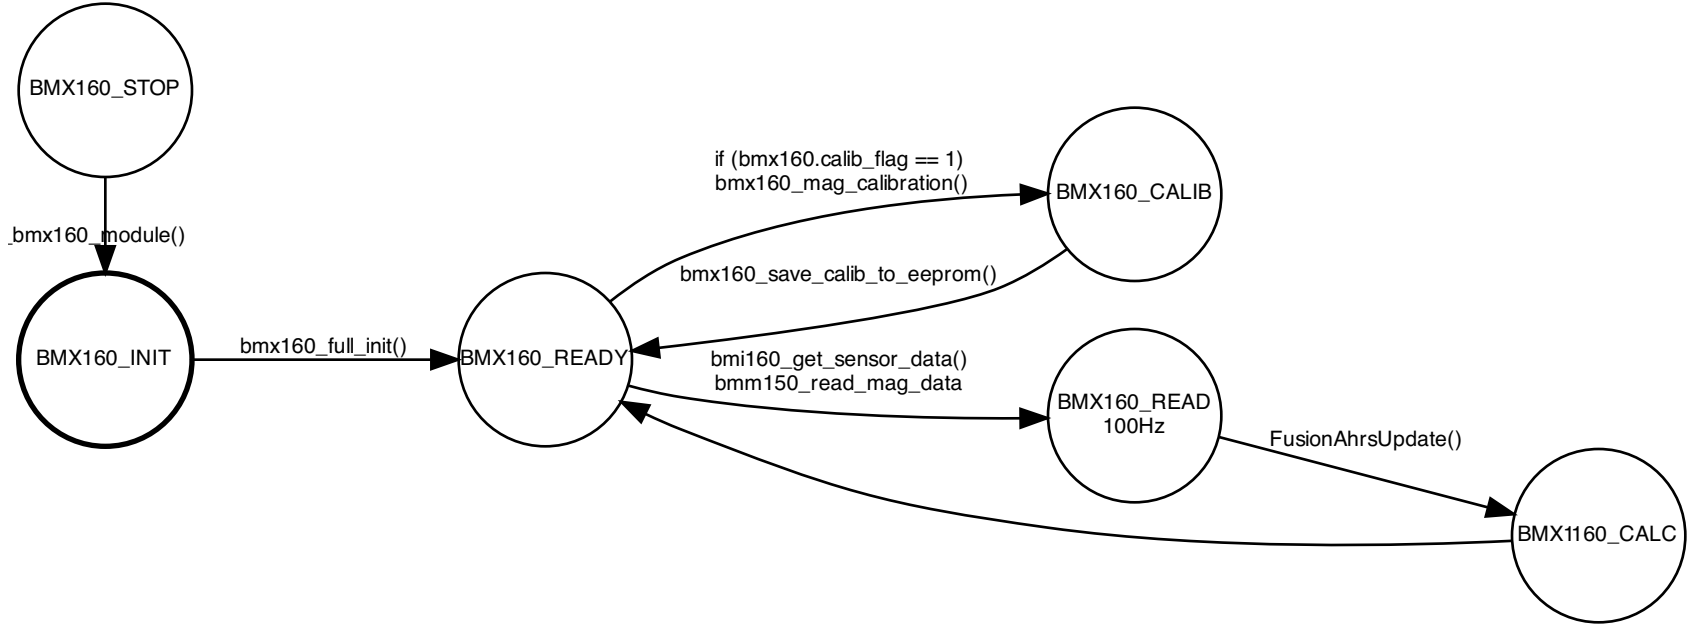 BMX160_STOP
_bmx160_module()
BMX160_INIT
bmx160_full_init()
BMX160_READY
if (bmx160.calib_flag == 1)
bmx160_mag_calibration()
BMX160_CALIB
bmx160_save_calib_to_eeprom()
bmi160_get_sensor_data()
bmm150_read_mag_data
BMX160_READ
100Hz
FusionAhrsUpdate()
BMX1160_CALC